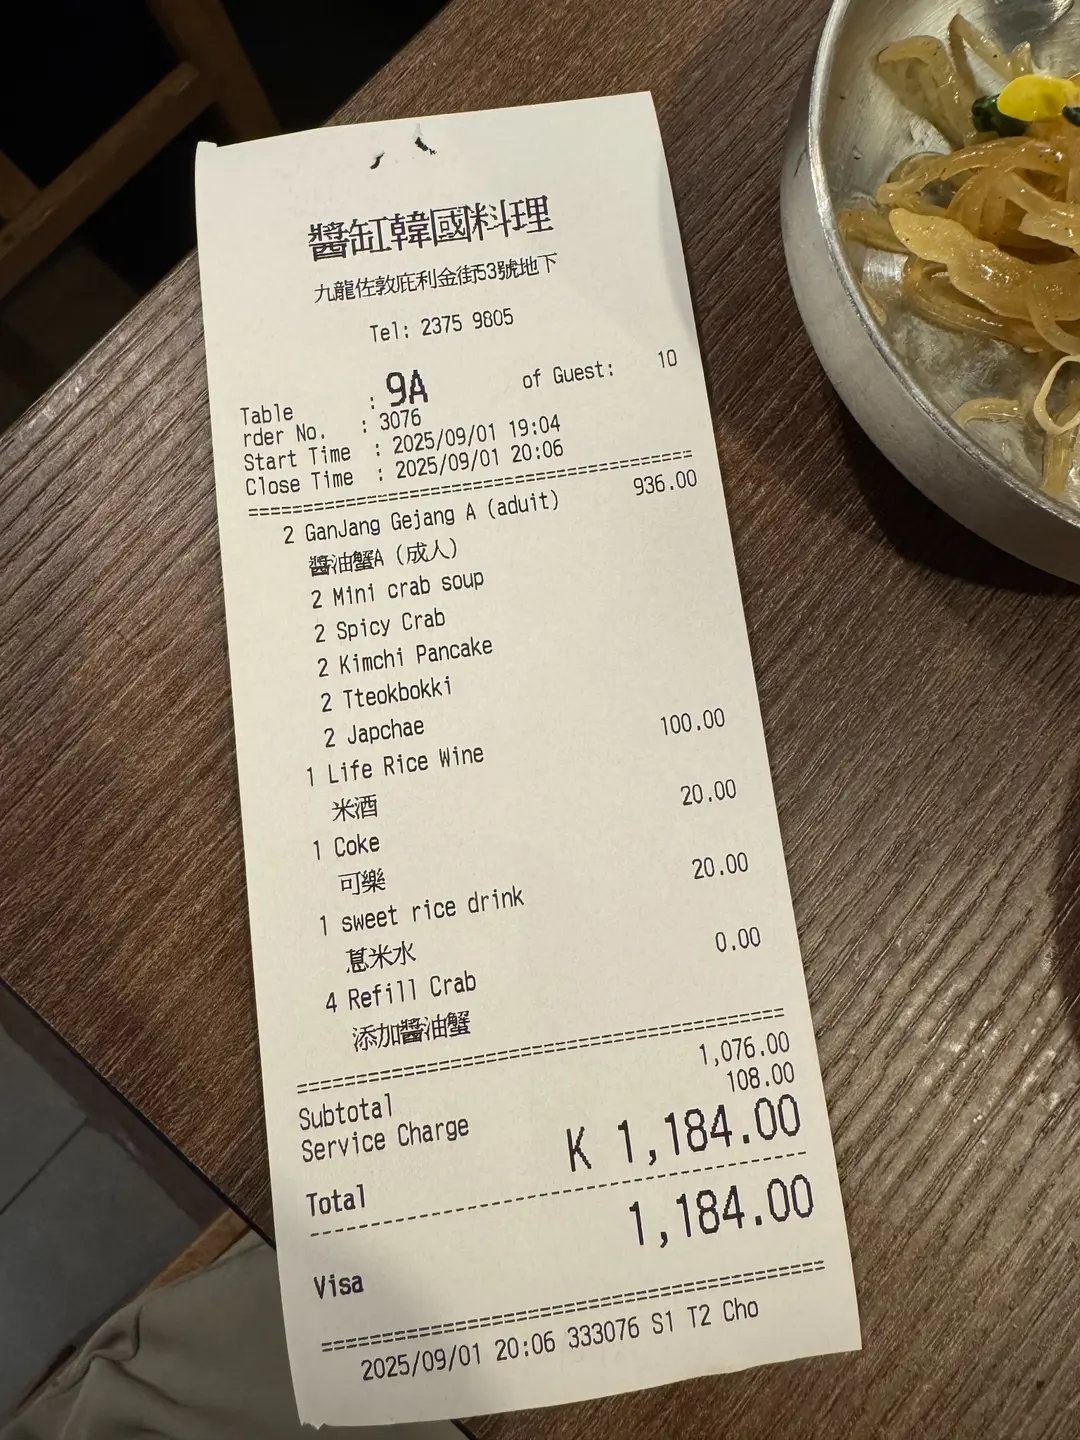 醬缸韓國料理
九龍佐敦庇利金街53號地下
Tel: 2375 9805
Table : 9A of Guest: 10
rder No. : 3076
Start Time : 2025/09/01 19:04
Close Time : 2025/09/01 20:06
2 GanJang Gejang A (aduit) 936.00
醬油蟹A (成人)
2 Mini crab soup
2 Spicy Crab
2 Kimchi Pancake
2 Tteokbokki
2 Japchae
1 Life Rice Wine 100.00
米酒
1 Coke 20.00
可樂
1 sweet rice drink 20.00
米水
4 Refill Crab 0.00
添加醬油蟹
Subtotal 1,076.00
Service Charge 108.00
Total K 1,184.00
Visa 1,184.00
2025/09/01 20:06 333076 S1 T2 Cho